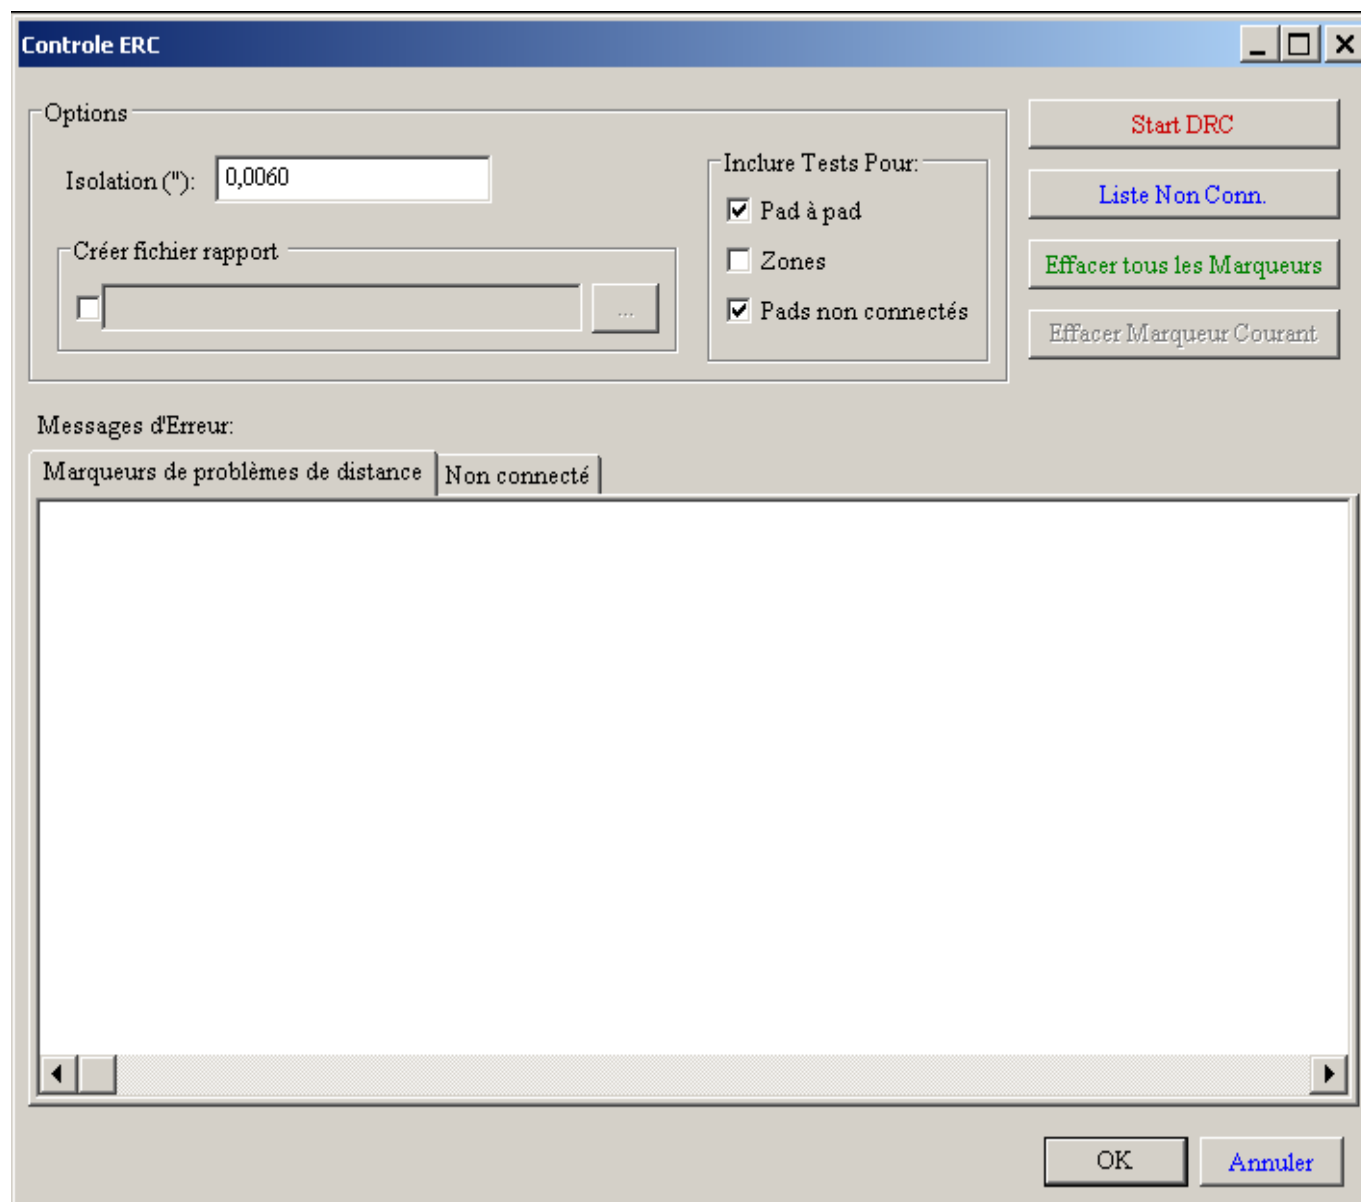 Controle ERC
Options
Isolation ("):
0,0060
Créer fichier rapport
...
Inclure Tests Pour:
Pad à pad
Zones
Pads non connectés
Start DRC
Liste Non Conn.
Effacer tous les Marqueurs
Effacer Marqueur Courant
Messages d'Erreur:
Marqueurs de problèmes de distance
Non connecté
OK
Annuler